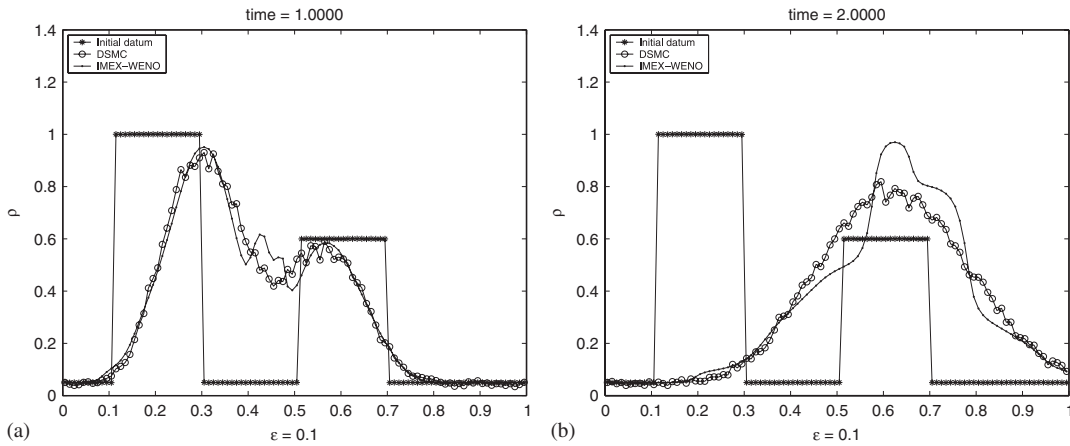 time = 1.0000
1.4
1.2
1
0.8
0.6
0.4
0.2
0
ρ
Initial datum
DSMC
IMEX-WENO
0 0.1 0.2 0.3 0.4 0.5 0.6 0.7 0.8 0.9 1
(a)
ε = 0.1
time = 2.0000
1.4
1.2
1
0.8
0.6
0.4
0.2
0
ρ
Initial datum
DSMC
IMEX-WENO
0 0.1 0.2 0.3 0.4 0.5 0.6 0.7 0.8 0.9 1
(b)
ε = 0.1